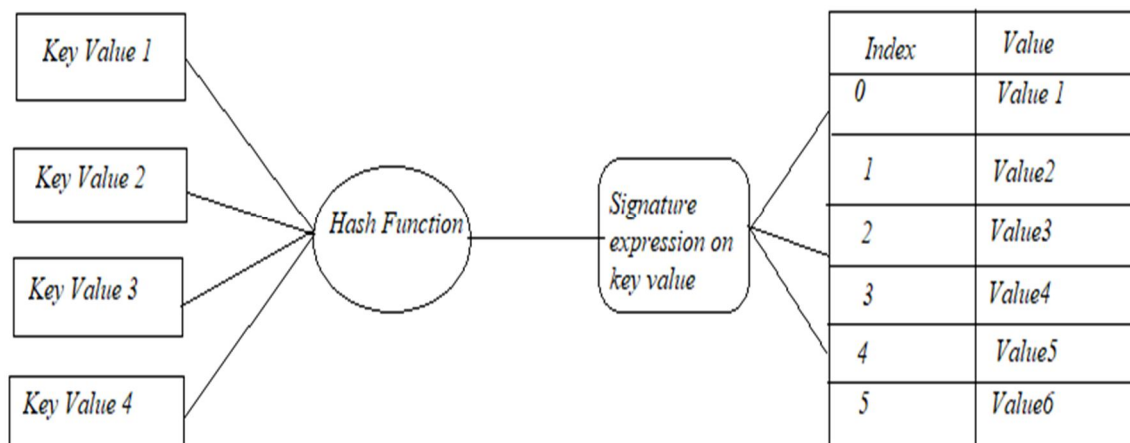 Key Value 1
Key Value 2
Key Value 3
Key Value 4
Hash Function
Signature
expression on
key value
Index Value
0 Value 1
1 Value2
2 Value3
3 Value4
4 Value5
5 Value6